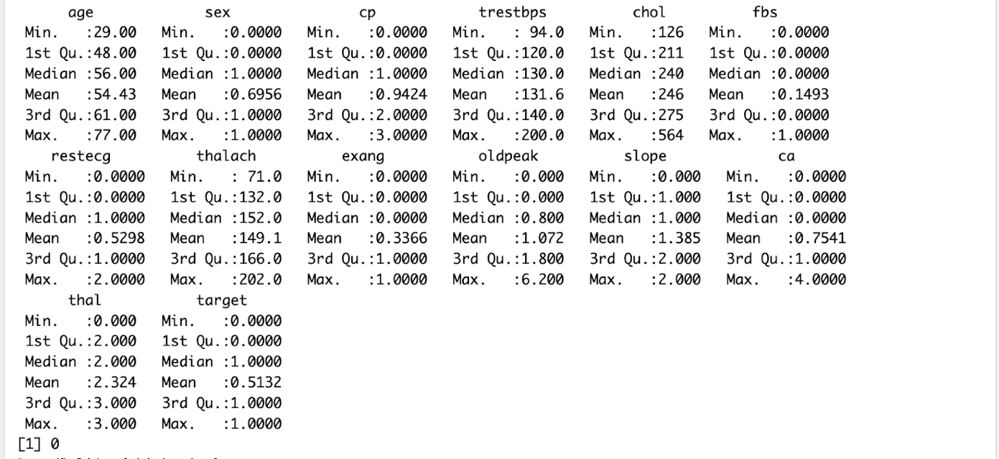 age sex cp trestbps chol fbs
Min. :29.00 Min. :0.0000 Min. :0.0000 Min. : 94.0 Min. :126 Min. :0.0000
1st Qu.:48.00 1st Qu.:0.0000 1st Qu.:0.0000 1st Qu.:120.0 1st Qu.:211 1st Qu.:0.0000
Median :56.00 Median :1.0000 Median :1.0000 Median :130.0 Median :240 Median :0.0000
Mean :54.43 Mean :0.6956 Mean :0.9424 Mean :131.6 Mean :246 Mean :0.1493
3rd Qu.:61.00 3rd Qu.:1.0000 3rd Qu.:2.0000 3rd Qu.:140.0 3rd Qu.:275 3rd Qu.:0.0000
Max. :77.00 Max. :1.0000 Max. :3.0000 Max. :200.0 Max. :564 Max. :1.0000
restecg thalach exang oldpeak slope ca
Min. :0.0000 Min. : 71.0 Min. :0.0000 Min. :0.000 Min. :0.000 Min. :0.0000
1st Qu.:0.0000 1st Qu.:132.0 1st Qu.:0.0000 1st Qu.:0.000 1st Qu.:1.000 1st Qu.:0.0000
Median :1.0000 Median :152.0 Median :0.0000 Median :0.800 Median :1.000 Median :0.0000
Mean :0.5298 Mean :149.1 Mean :0.3366 Mean :1.072 Mean :1.385 Mean :0.7541
3rd Qu.:1.0000 3rd Qu.:166.0 3rd Qu.:1.0000 3rd Qu.:1.800 3rd Qu.:2.000 3rd Qu.:1.0000
Max. :2.0000 Max. :202.0 Max. :1.0000 Max. :6.200 Max. :2.000 Max. :4.0000
thal target
Min. :0.000 Min. :0.0000
1st Qu.:2.000 1st Qu.:0.0000
Median :2.000 Median :1.0000
Mean :2.324 Mean :0.5132
3rd Qu.:3.000 3rd Qu.:1.0000
Max. :3.000 Max. :1.0000
[1] 0